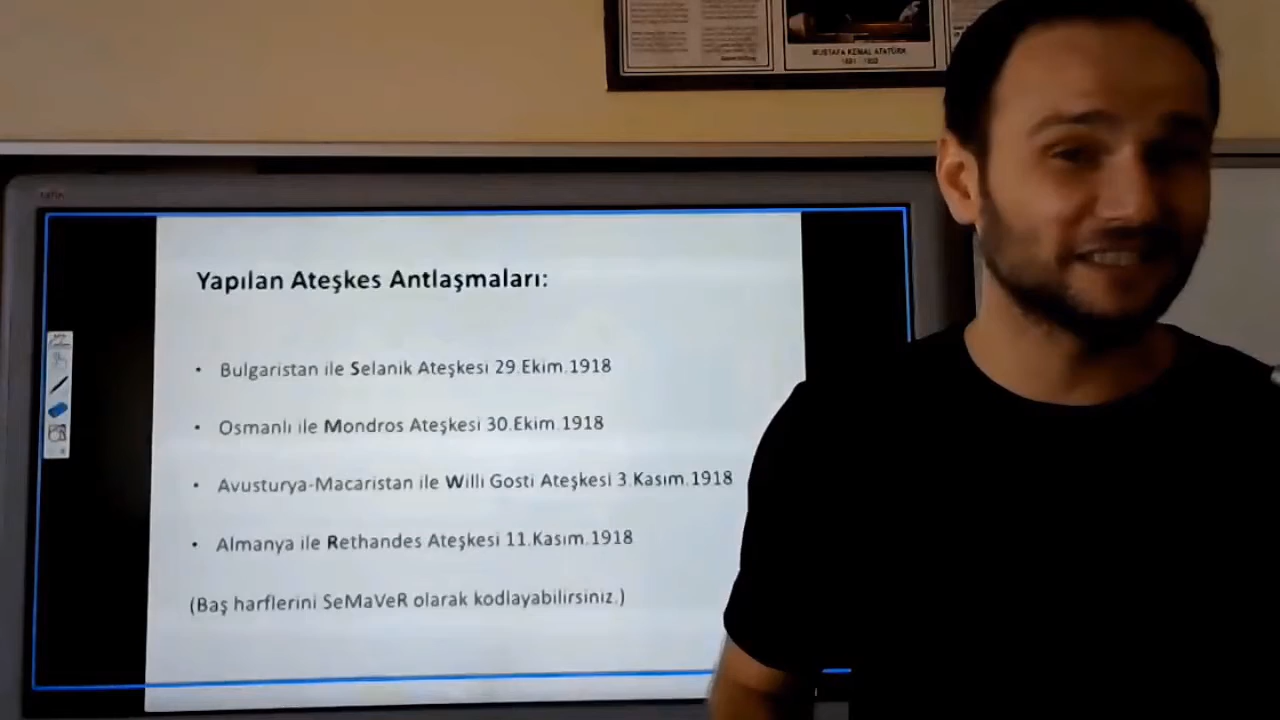 MUSTAFA KEMAL ATATÜRK
Yapılan Ateşkes Antlaşmaları:
• Bulgaristan ile Selanik Ateşkesi 29.Ekim.1918
• Osmanlı ile Mondros Ateşkesi 30.Ekim.1918
• Avusturya-Macaristan ile Willi Gosti Ateşkesi 3.Kasım.1918
• Almanya ile Rethandes Ateşkesi 11.Kasım.1918
(Baş harflerini SeMaVeR olarak kodlayabilirsiniz.)